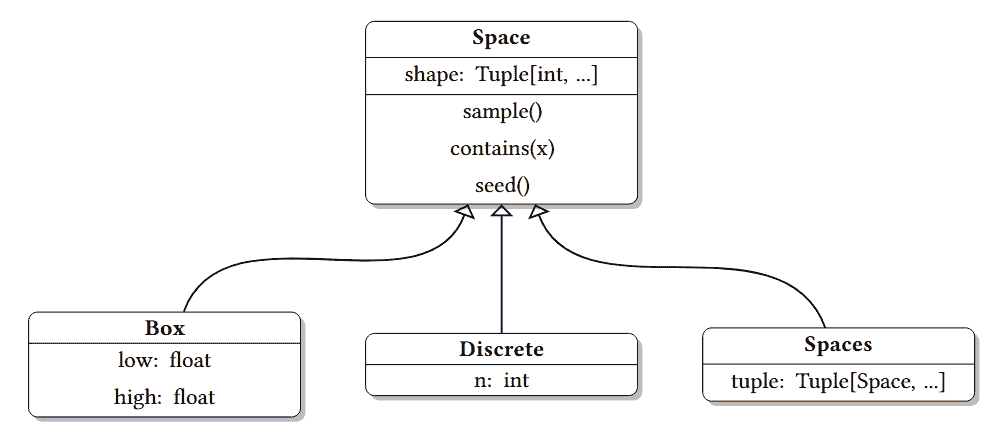 Space
shape: Tuple[int, ...]
sample()
contains(x)
seed()
Box
low: float
high: float
Discrete
n: int
Spaces
tuple: Tuple[Space, ...]